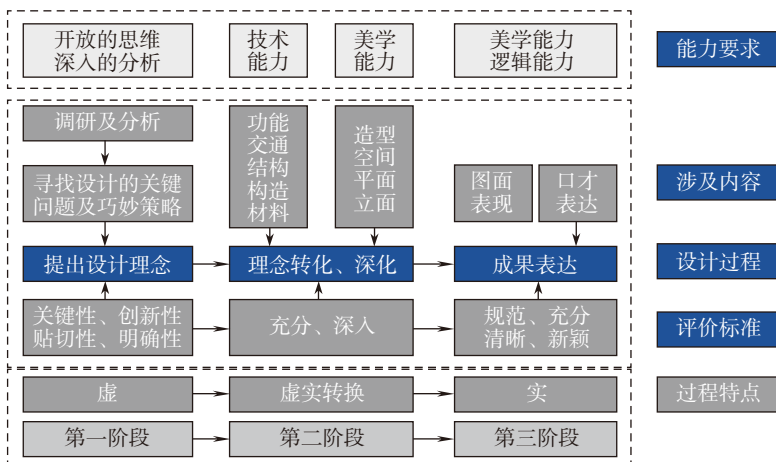 开放的思维
深入的分析
技术
能力
美学
能力
美学能力
逻辑能力
能力要求
调研及分析
寻找设计的关键
问题及巧妙策略
功能
交通
结构
构造
材料
造型
空间
平面
立面
图面
表现
口才
表达
涉及内容
提出设计理念
理念转化、深化
成果表达
设计过程
关键性、创新性
贴切性、明确性
充分、深入
规范、充分
清晰、新颖
评价标准
虚
虚实转换
实
过程特点
第一阶段
第二阶段
第三阶段